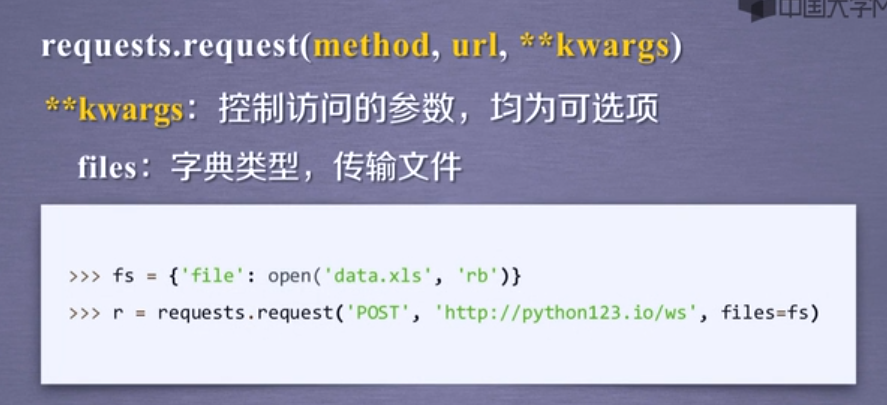 中国大学M
requests.request(method, url, **kwargs)
**kwargs：控制访问的参数，均为可选项
files：字典类型，传输文件
>>> fs = {'file': open('data.xls', 'rb')}
>>> r = requests.request('POST', 'http://python123.io/ws', files=fs)